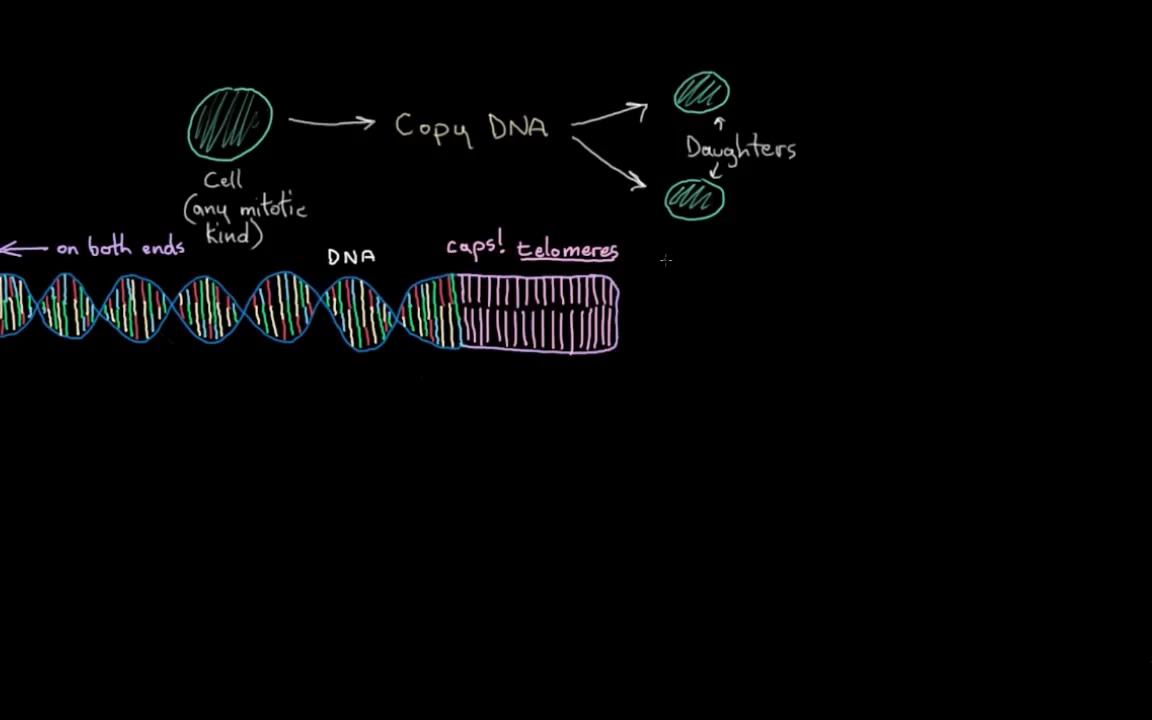 Copy DNA
Daughters
Cell
(any mitotic
kind)
on both ends
DNA
caps! telomeres